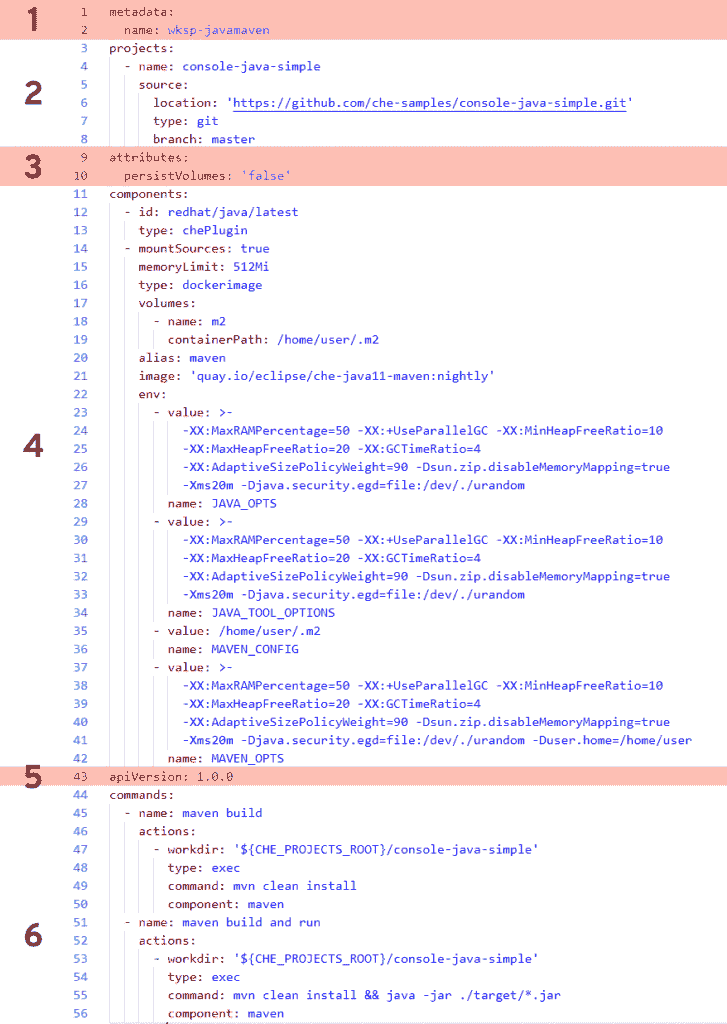 1
1 metadata:
2   name: wksp-javamaven
3 projects:
4   - name: console-java-simple
2
5     source:
6       location: 'https://github.com/che-samples/console-java-simple.git'
7       type: git
8       branch: master
3
9 attributes:
10   persistVolumes: 'false'
11 components:
12   - id: redhat/java/latest
13     type: chePlugin
14   - mountSources: true
15     memoryLimit: 512Mi
16     type: dockerimage
17     volumes:
18       - name: m2
19         containerPath: /home/user/.m2
20     alias: maven
21     image: 'quay.io/eclipse/che-java11-maven:nightly'
22     env:
23       - value: >-
24           -XX:MaxRAMPercentage=50 -XX:+UseParallelGC -XX:MinHeapFreeRatio=10
4
25           -XX:MaxHeapFreeRatio=20 -XX:GCTimeRatio=4
26           -XX:AdaptiveSizePolicyWeight=90 -Dsun.zip.disableMemoryMapping=true
27           -Xms20m -Djava.security.egd=file:/dev/./urandom
28         name: JAVA_OPTS
29       - value: >-
30           -XX:MaxRAMPercentage=50 -XX:+UseParallelGC -XX:MinHeapFreeRatio=10
31           -XX:MaxHeapFreeRatio=20 -XX:GCTimeRatio=4
32           -XX:AdaptiveSizePolicyWeight=90 -Dsun.zip.disableMemoryMapping=true
33           -Xms20m -Djava.security.egd=file:/dev/./urandom
34         name: JAVA_TOOL_OPTIONS
35       - value: /home/user/.m2
36         name: MAVEN_CONFIG
37       - value: >-
38           -XX:MaxRAMPercentage=50 -XX:+UseParallelGC -XX:MinHeapFreeRatio=10
39           -XX:MaxHeapFreeRatio=20 -XX:GCTimeRatio=4
40           -XX:AdaptiveSizePolicyWeight=90 -Dsun.zip.disableMemoryMapping=true
41           -Xms20m -Djava.security.egd=file:/dev/./urandom -Duser.home=/home/user
42         name: MAVEN_OPTS
5
43 apiVersion: 1.0.0
44 commands:
45   - name: maven build
46     actions:
47       - workdir: '${CHE_PROJECTS_ROOT}/console-java-simple'
48         type: exec
49         command: mvn clean install
50         component: maven
51   - name: maven build and run
6
52     actions:
53       - workdir: '${CHE_PROJECTS_ROOT}/console-java-simple'
54         type: exec
55         command: mvn clean install && java -jar ./target/*.jar
56         component: maven